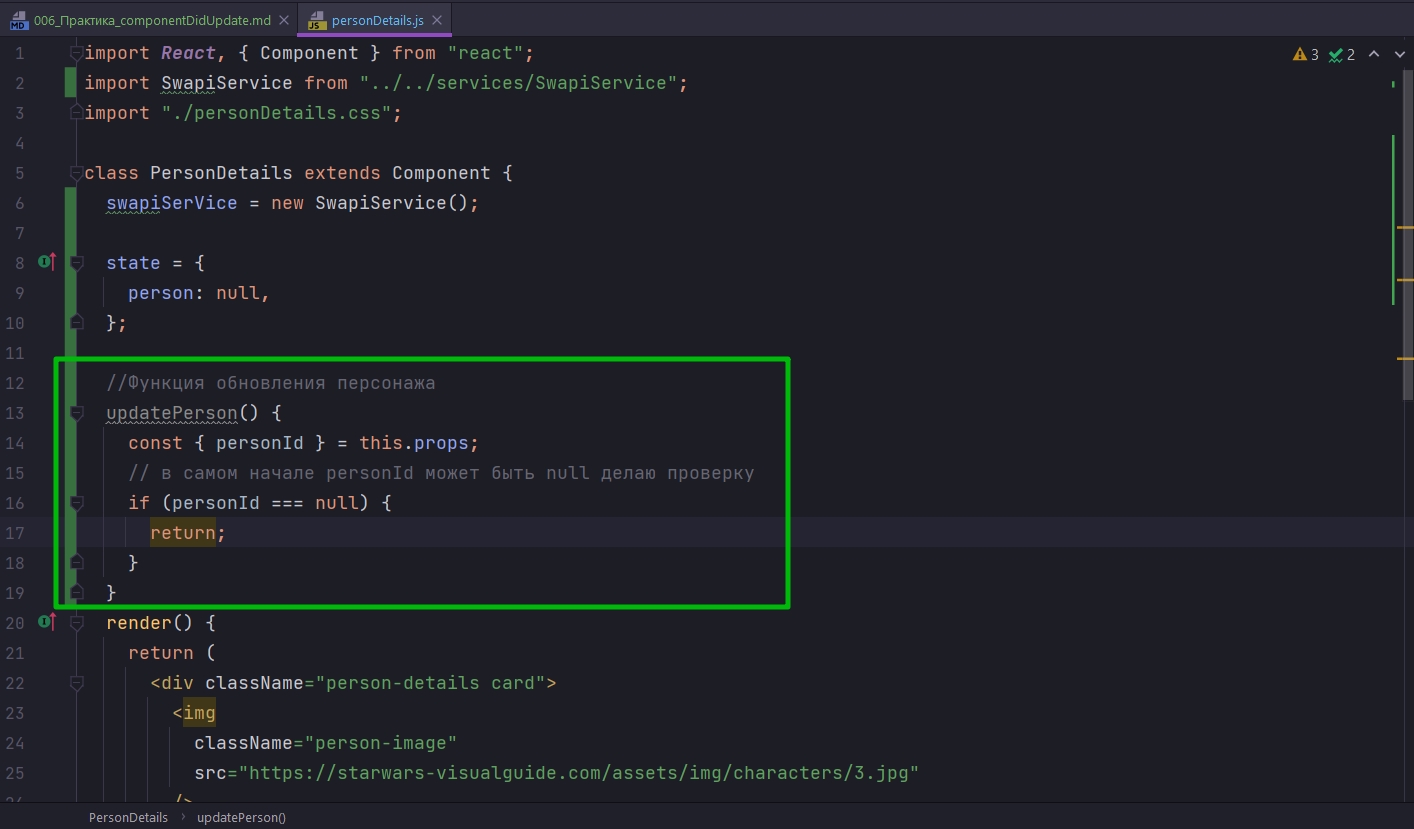 006_Практика_componentDidUpdate.md
personDetails.js
1 import React, { Component } from "react";
2 import SwapiService from "../../services/SwapiService";
3 import "./personDetails.css";
4
5 class PersonDetails extends Component {
6 swapiSerVice = new SwapiService();
7
8 state = {
9 person: null,
10 };
11
12 //Функция обновления персонажа
13 updatePerson() {
14 const { personId } = this.props;
15 // в самом начале personId может быть null делаю проверку
16 if (personId === null) {
17 return;
18 }
19 }
20 render() {
21 return (
22 <div className="person-details card">
23 <img
24 className="person-image"
25 src="https://starwars-visualguide.com/assets/img/characters/3.jpg"
26 />
3 2
PersonDetails › updatePerson()